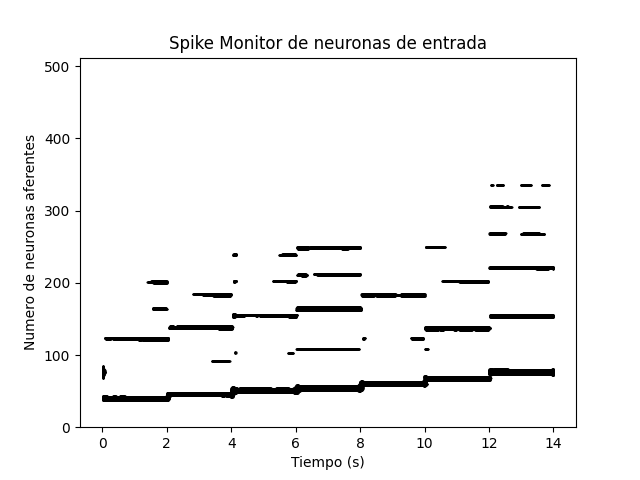 Spike Monitor de neuronas de entrada
500
400
300
200
100
0
Numero de neuronas aferentes
0 2 4 6 8 10 12 14
Tiempo (s)